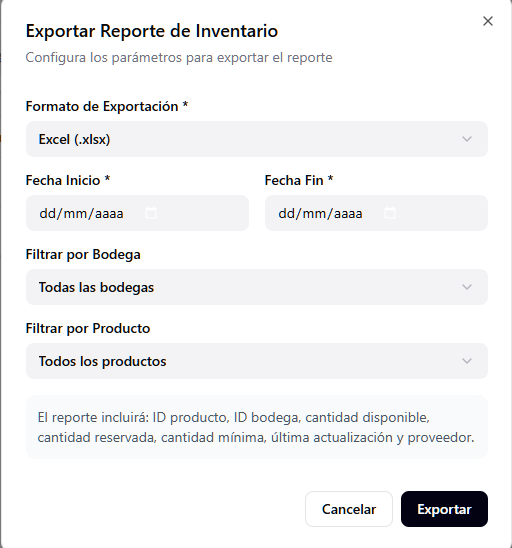 Exportar Reporte de Inventario
Configura los parámetros para exportar el reporte
Formato de Exportación *
Excel (.xlsx)
Fecha Inicio *
Fecha Fin *
dd/mm/aaaa
dd/mm/aaaa
Filtrar por Bodega
Todas las bodegas
Filtrar por Producto
Todos los productos
El reporte incluirá: ID producto, ID bodega, cantidad disponible,
cantidad reservada, cantidad mínima, última actualización y proveedor.
Cancelar
Exportar